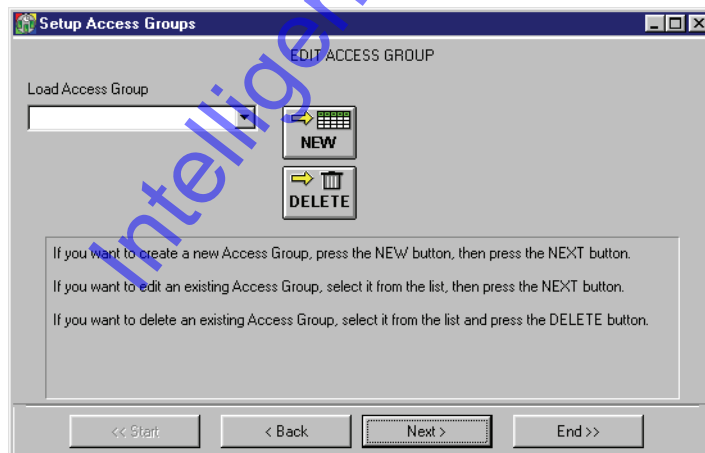 Setup Access Groups
EDIT ACCESS GROUP
Load Access Group
NEW
DELETE
If you want to create a new Access Group, press the NEW button, then press the NEXT button.
If you want to edit an existing Access Group, select it from the list, then press the NEXT button.
If you want to delete an existing Access Group, select it from the list and press the DELETE button.
<< Start
< Back
Next >
End >>
Intelligen